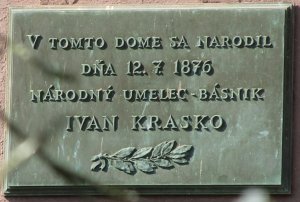 V TOMTO DOME SA NARODIL
DŇA 12. 7. 1876
NÁRODNÝ UMELEC-BÁSNIK
IVAN KRASKO